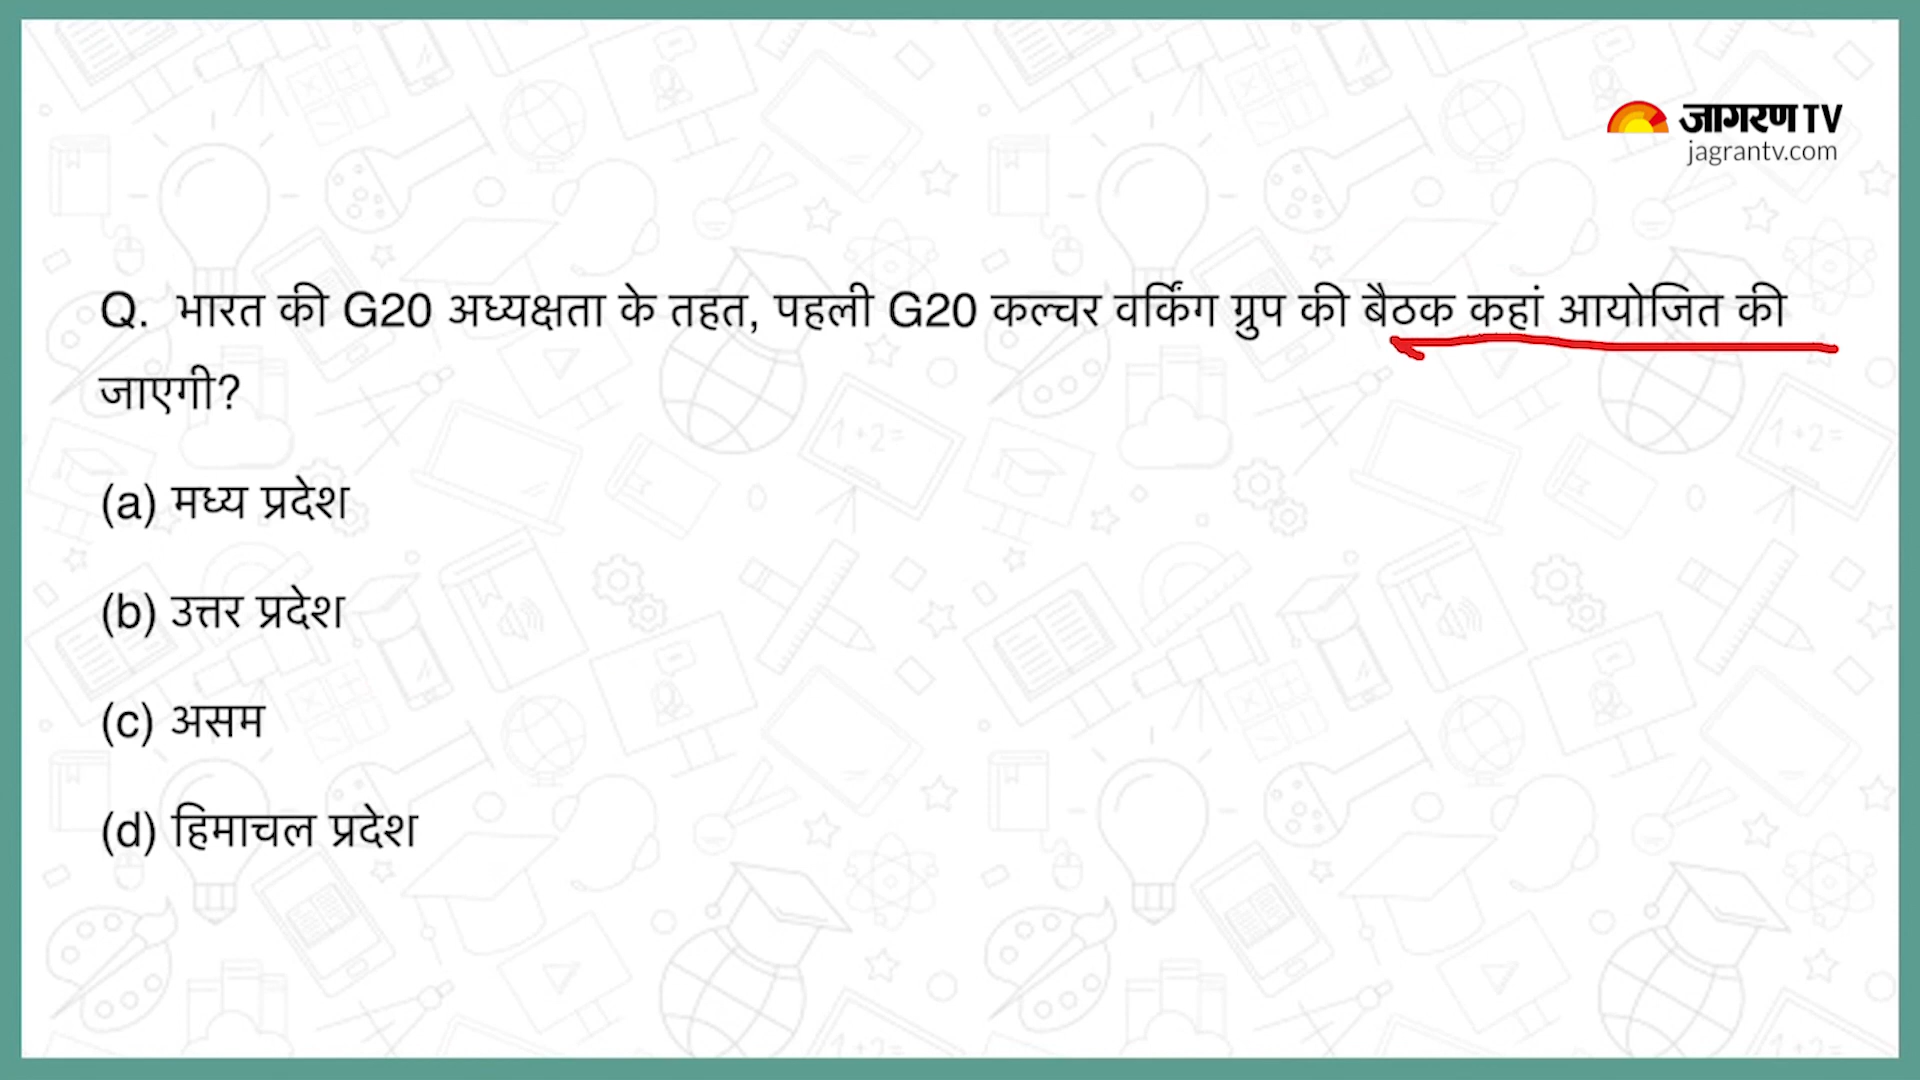 जागरण TV
jagrantv.com
Q. भारत की G20 अध्यक्षता के तहत, पहली G20 कल्चर वर्किंग ग्रुप की बैठक कहां आयोजित की
जाएगी?
(a) मध्य प्रदेश
(b) उत्तर प्रदेश
(c) असम
(d) हिमाचल प्रदेश